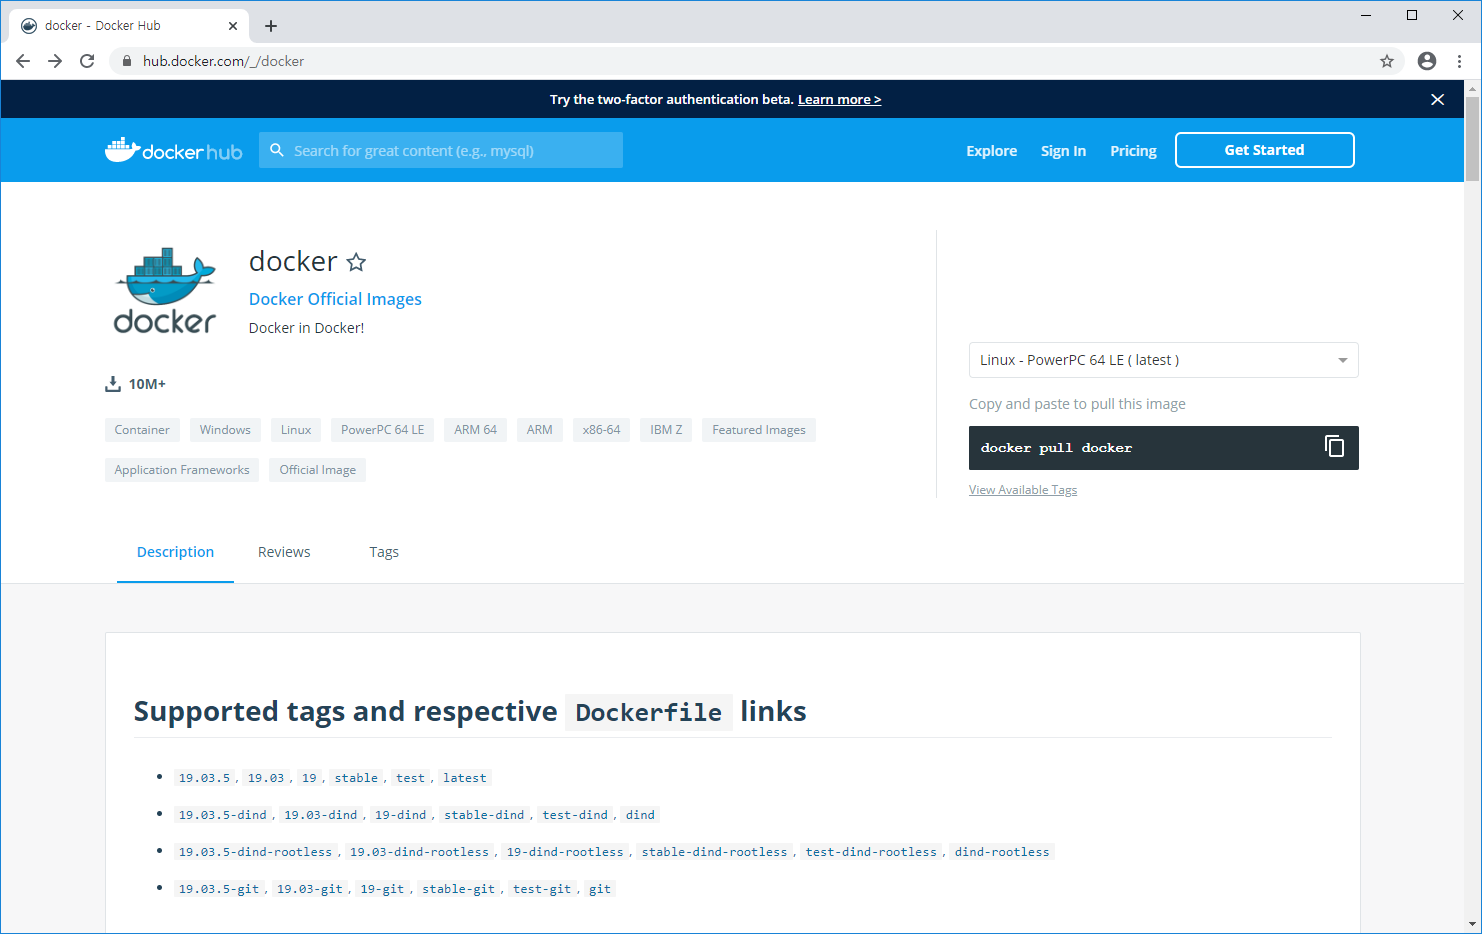 docker - Docker Hub
hub.docker.com/_/docker
Try the two-factor authentication beta. Learn more >
dockerhub
Search for great content (e.g., mysql)
Explore
Sign In
Pricing
Get Started
docker
docker
Docker Official Images
Docker in Docker!
10M+
Container Windows Linux PowerPC 64 LE ARM 64 ARM x86-64 IBM Z Featured Images
Application Frameworks Official Image
Linux - PowerPC 64 LE ( latest )
Copy and paste to pull this image
docker pull docker
View Available Tags
Description Reviews Tags
Supported tags and respective Dockerfile links
• 19.03.5, 19.03, 19, stable, test, latest
• 19.03.5-dind, 19.03-dind, 19-dind, stable-dind, test-dind, dind
• 19.03.5-dind-rootless, 19.03-dind-rootless, 19-dind-rootless, stable-dind-rootless, test-dind-rootless, dind-rootless
• 19.03.5-git, 19.03-git, 19-git, stable-git, test-git, git